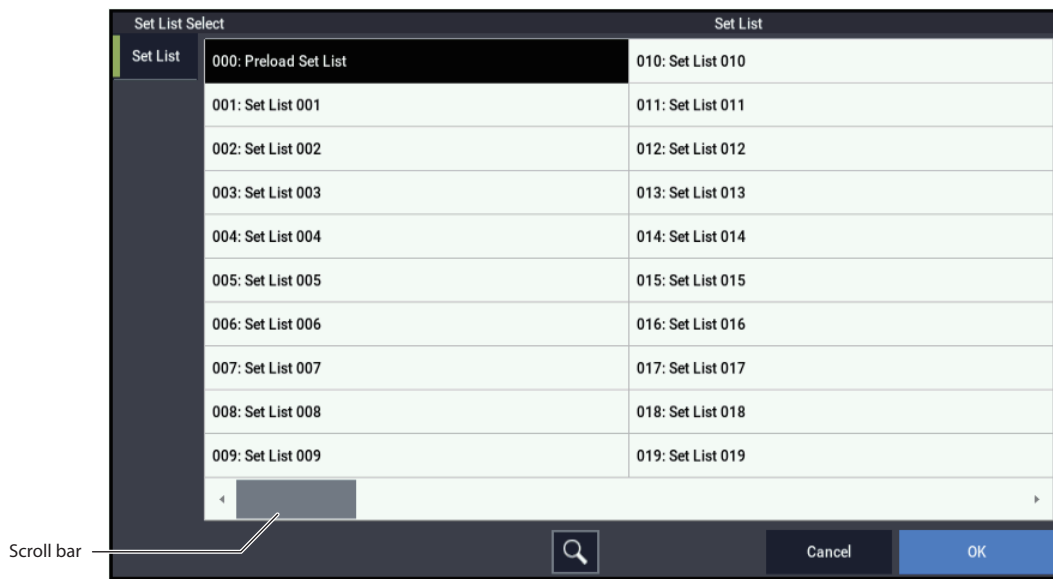 Set List Select
Set List
Set List
000: Preload Set List
010: Set List 010
001: Set List 001
011: Set List 011
002: Set List 002
012: Set List 012
003: Set List 003
013: Set List 013
004: Set List 004
014: Set List 014
005: Set List 005
015: Set List 015
006: Set List 006
016: Set List 016
007: Set List 007
017: Set List 017
008: Set List 008
018: Set List 018
009: Set List 009
019: Set List 019
Scroll bar
Cancel
OK